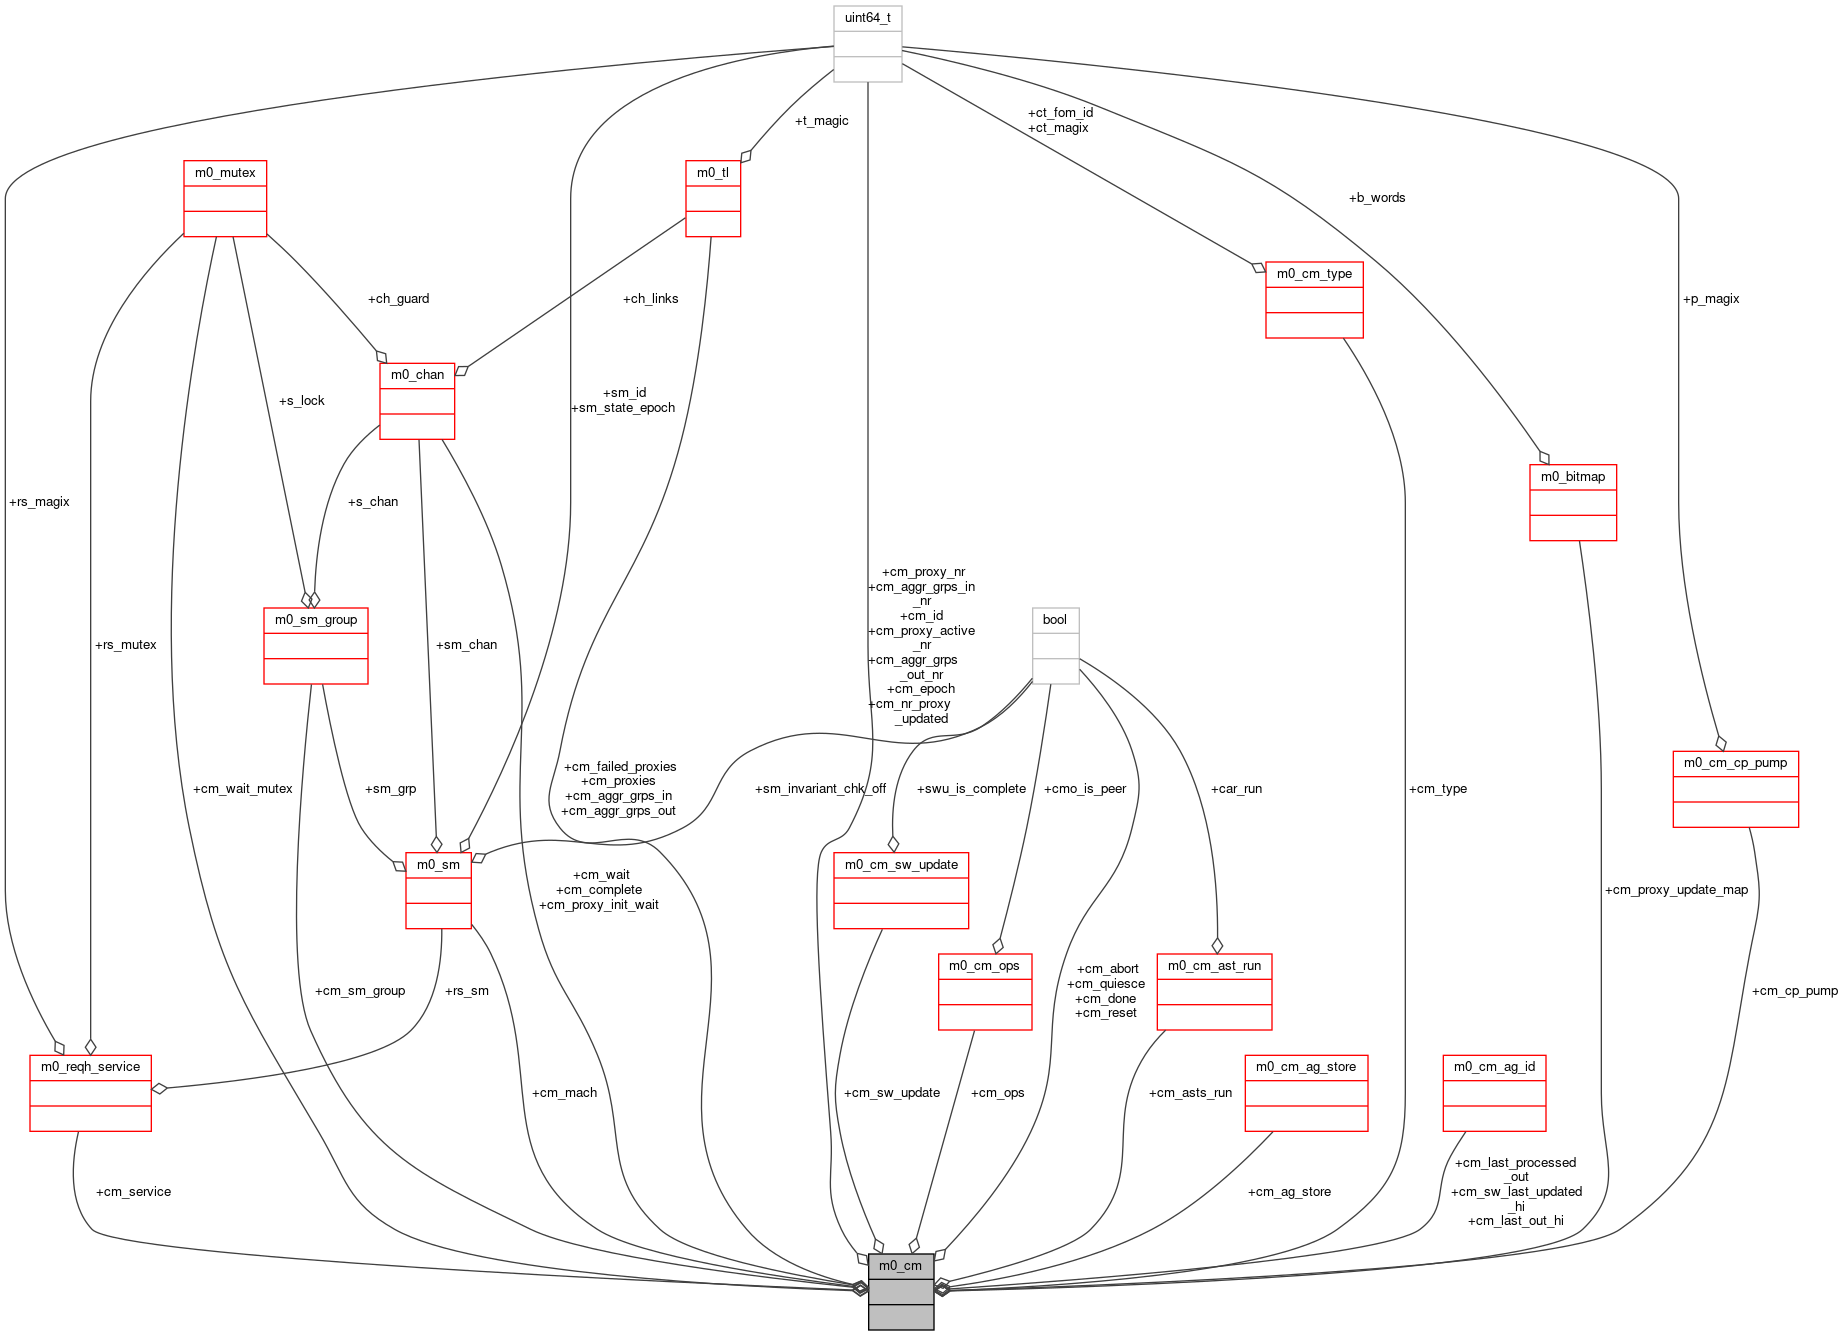 uint64_t
+ct_fom_id
+ct_magix
+t_magic
m0_mutex
m0_tl
+b_words
m0_cm_type
+ch_guard
+ch_links
+p_magix
m0_chan
+sm_id
+sm_state_epoch
+s_lock
m0_bitmap
+rs_magix
+s_chan
+cm_proxy_nr
+cm_aggr_grps_in
_nr
+cm_id
+cm_proxy_active
_nr
+cm_aggr_grps
_out_nr
+cm_epoch
+cm_nr_proxy
_updated
m0_sm_group
bool
+rs_mutex
+sm_chan
m0_cm_cp_pump
+cm_failed_proxies
+cm_proxies
+cm_aggr_grps_in
+cm_aggr_grps_out
+cm_wait_mutex
+sm_grp
+sm_invariant_chk_off
+swu_is_complete
+cmo_is_peer
+car_run
+cm_type
m0_sm
m0_cm_sw_update
+cm_wait
+cm_complete
+cm_proxy_init_wait
+cm_proxy_update_map
m0_cm_ops
m0_cm_ast_run
+cm_abort
+cm_quiesce
+cm_done
+cm_reset
+cm_sm_group
+rs_sm
+cm_cp_pump
m0_reqh_service
m0_cm_ag_store
m0_cm_ag_id
+cm_mach
+cm_sw_update
+cm_ops
+cm_asts_run
+cm_service
+cm_ag_store
+cm_last_processed
_out
+cm_sw_last_updated
_hi
+cm_last_out_hi
m0_cm